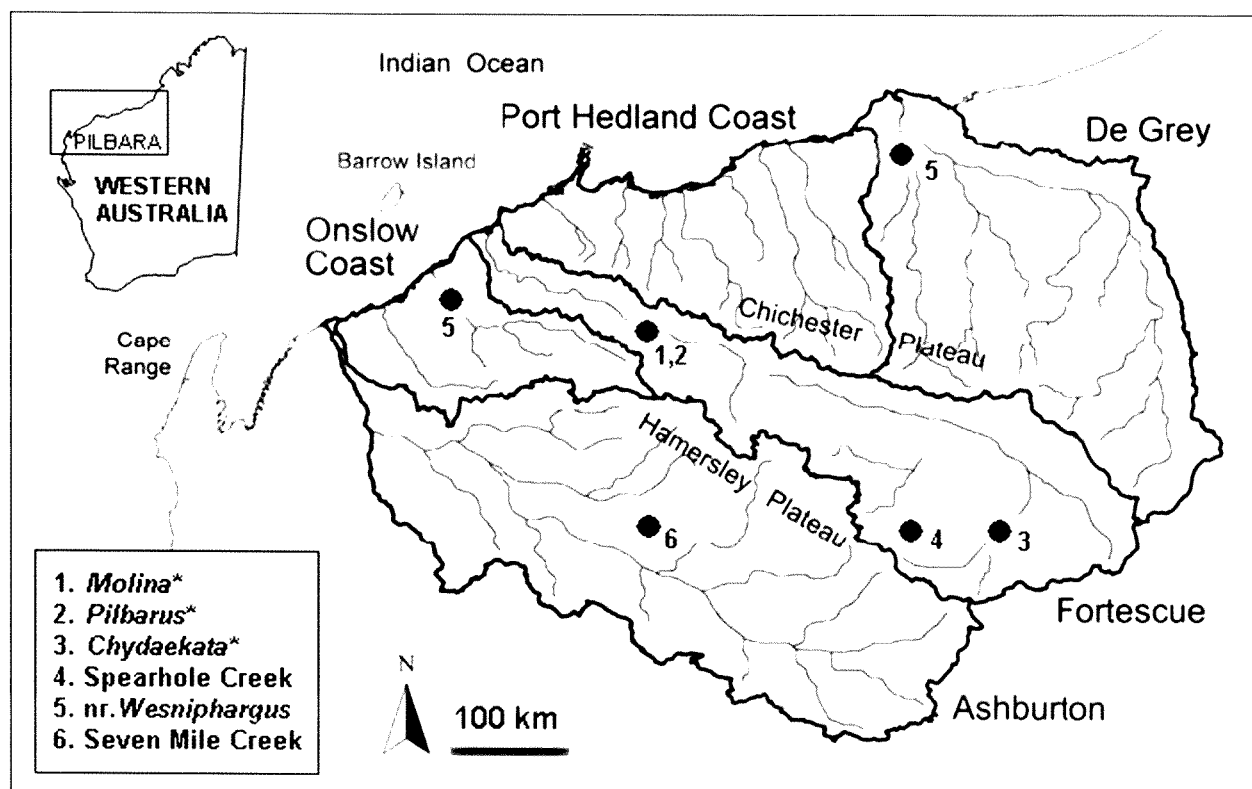 Indian Ocean
Port Hedland Coast
De Grey
PILBARA
Barrow Island
WESTERN
AUSTRALIA
5
Onslow
Coast
Chichester
5
1,2
Plateau
Cape
Range
Hamersley
Plateau
6
4
3
1. Molina*
2. Pilbarus*
3. Chydaekata*
4. Spearhole Creek
5. nr. Wesniphargus
6. Seven Mile Creek
N
100 km
Fortescue
Ashburton